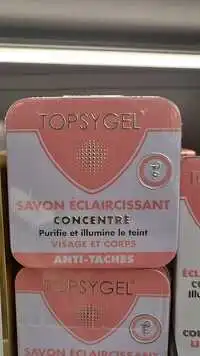 TOPSYGEL
SAVON ÉCLAIRCISSANT
CONCENTRÉ
Purifie et illumine le teint
VISAGE ET CORPS
ANTI-TACHES
TOPSYGEL
SAVON ÉCLAIRCISSANT